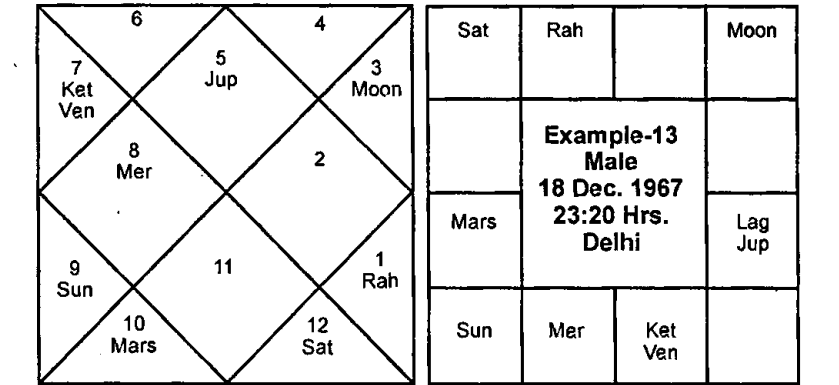 6
4
5
Jup
7
Ket
Ven
3
Moon
8
Mer
2
9
Sun
11
1
Rah
10
Mars
12
Sat
Sat Rah Moon
Example-13
Male
18 Dec. 1967
23:20 Hrs.
Delhi
Mars
Lag
Jup
Sun Mer Ket
Ven